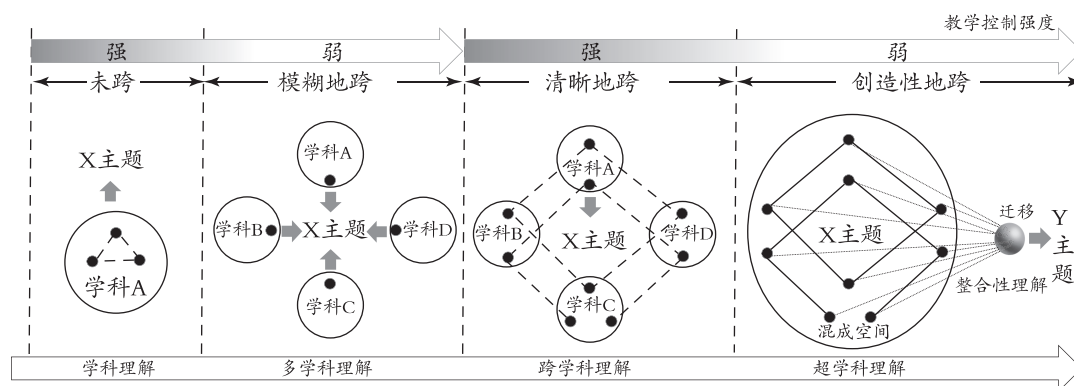 教学控制强度
强 弱 强 弱
未跨 模糊地跨 清晰地跨 创造性地跨
X主题
学科A
学科A
学科B X主题 学科D
学科C
学科A
学科B X主题 学科D
学科C
X主题
混成空间
迁移
整合性理解
Y
主
题
学科理解 多学科理解 跨学科理解 超学科理解